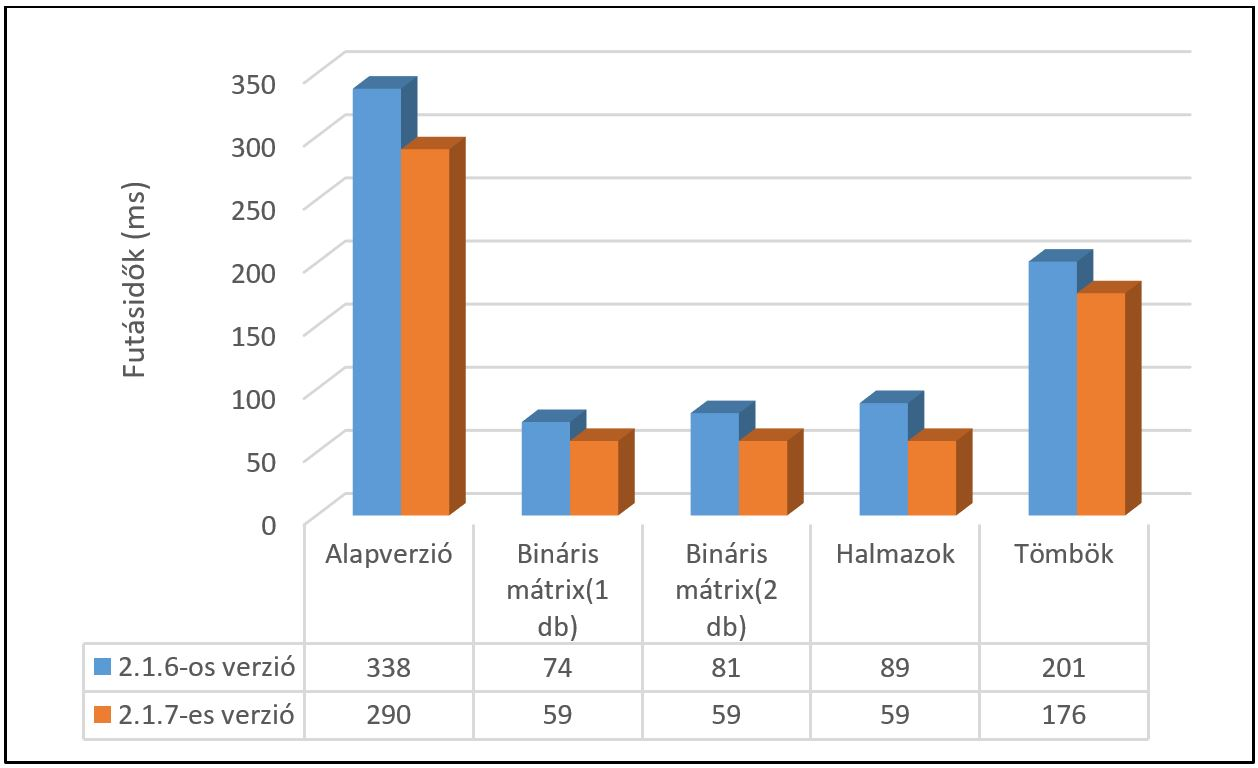 350
300
250
200
150
100
50
0
Futásidők (ms)
Alapverzió
Bináris
mátrix(1
db)
Bináris
mátrix(2
db)
Halmazok
Tömbök
2.1.6-os verzió 338 74 81 89 201
2.1.7-es verzió 290 59 59 59 176